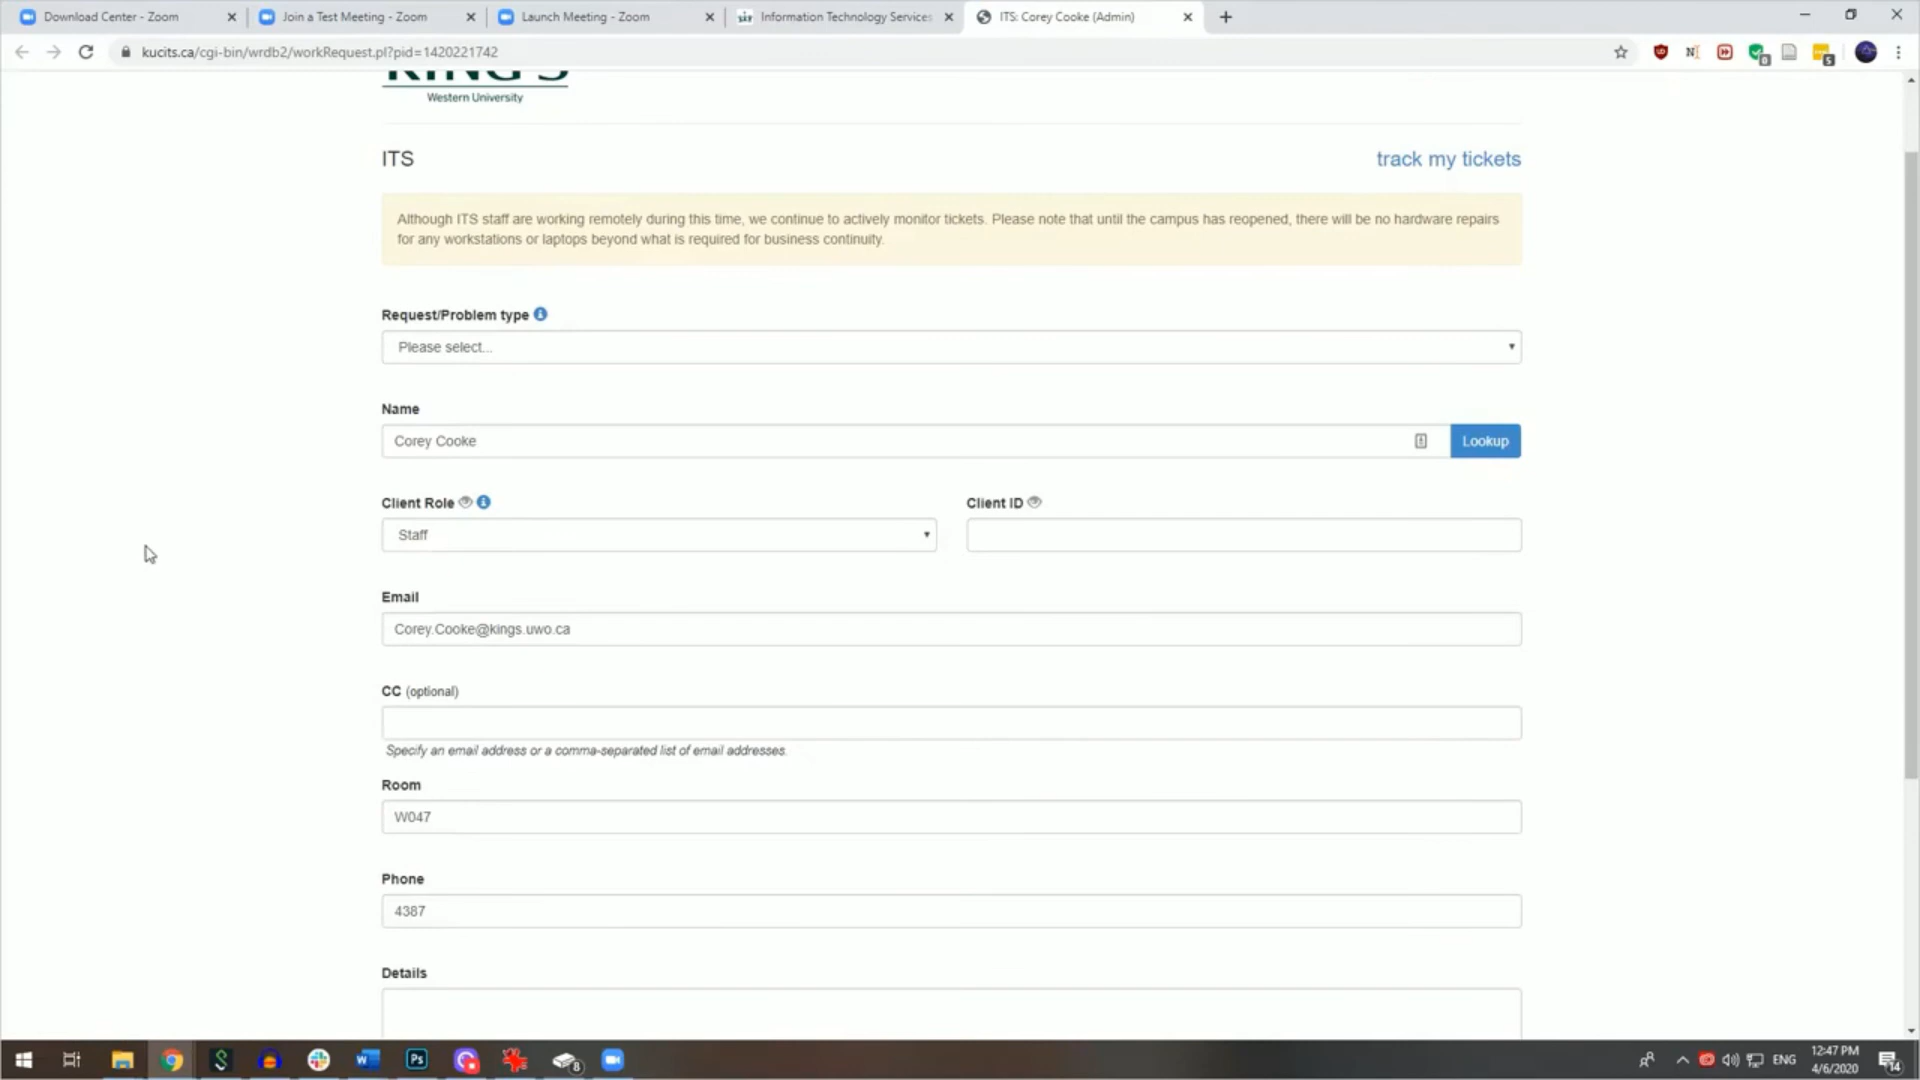 Download Center - Zoom
Join a Test Meeting - Zoom
Launch Meeting - Zoom
Information Technology Services
ITS: Corey Cooke (Admin)
kucits.ca/cgi-bin/wrdb2/workRequest.pl?pid=1420221742
KING'S
Western University
ITS
track my tickets
Although ITS staff are working remotely during this time, we continue to actively monitor tickets. Please note that until the campus has reopened, there will be no hardware repairs
for any workstations or laptops beyond what is required for business continuity.
Request/Problem type
Please select...
Name
Corey Cooke
Lookup
Client Role
Client ID
Staff
Email
Corey.Cooke@kings.uwo.ca
CC (optional)
Specify an email address or a comma-separated list of email addresses.
Room
W047
Phone
4387
Details
ENG
12:47 PM
4/6/2020
14